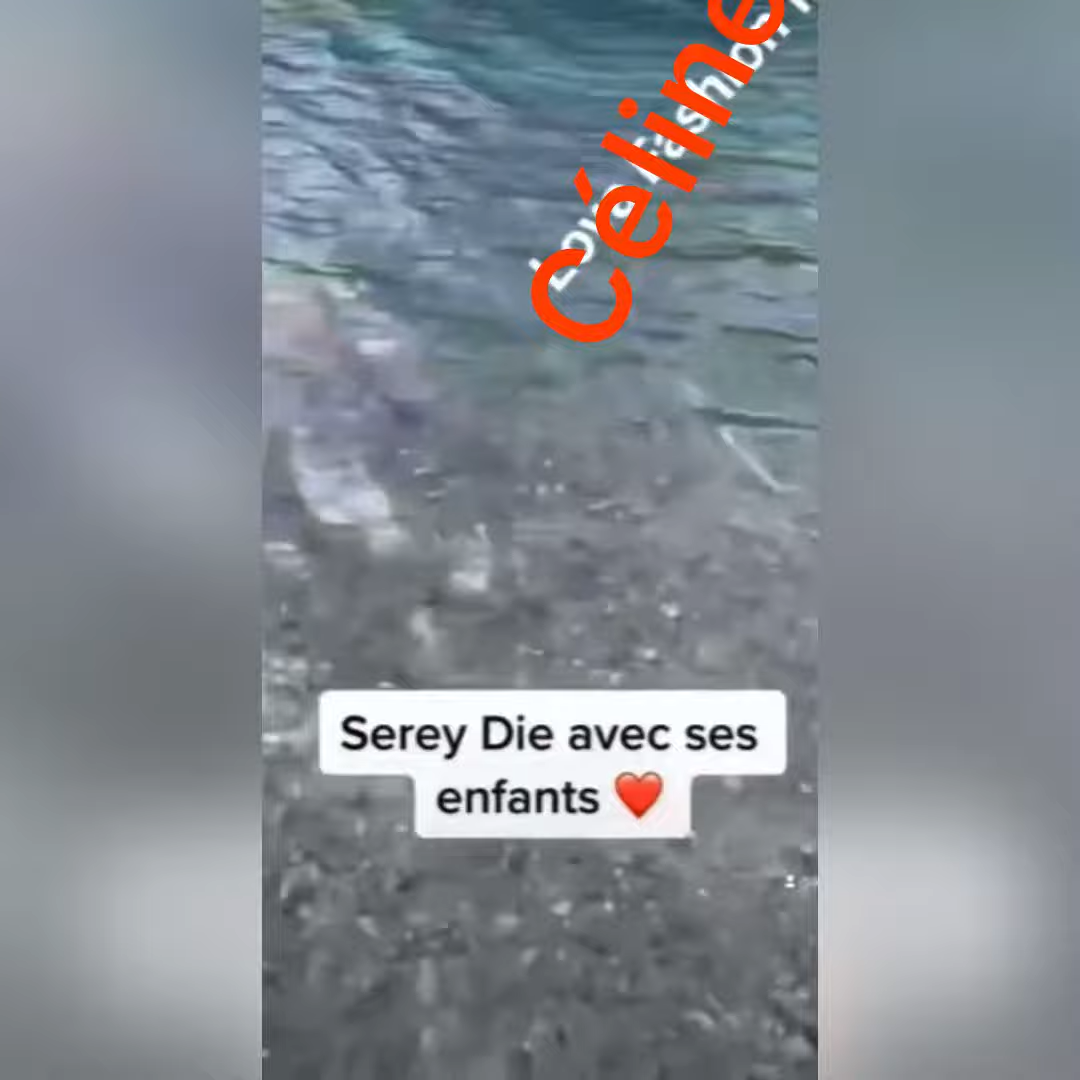 Céline
Serey Die avec ses
enfants ❤️